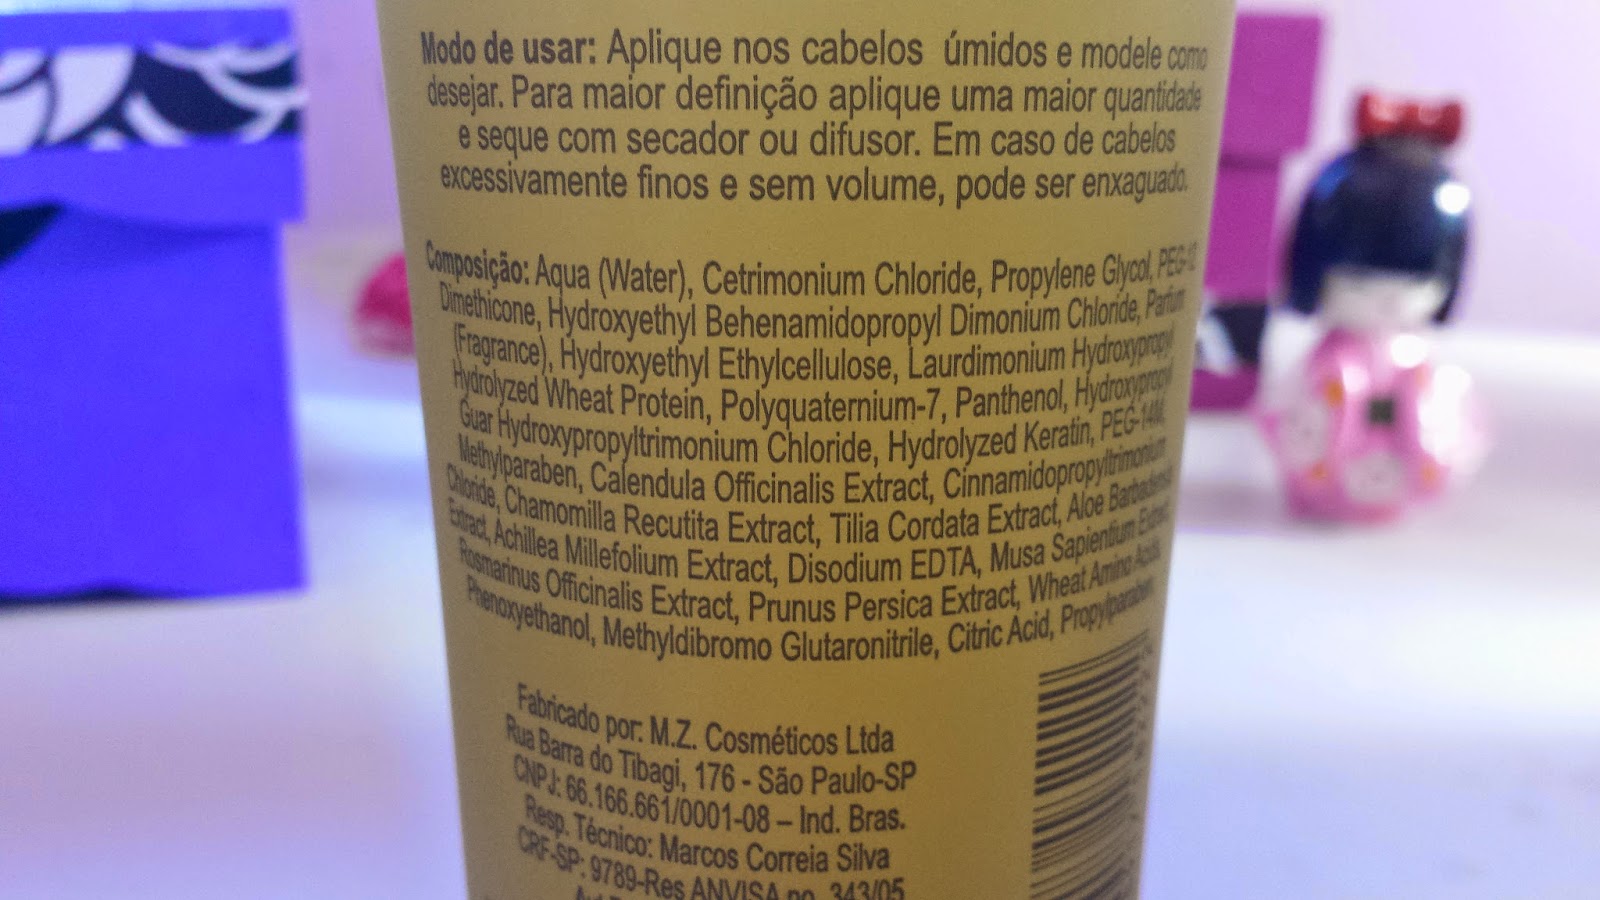 Modo de usar: Aplique nos cabelos úmidos e modele como
desejar. Para maior definição aplique uma maior quantidade
e seque com secador ou difusor. Em caso de cabelos
excessivamente finos e sem volume, pode ser enxaguado.
Composição: Aqua (Water), Cetrimonium Chloride, Propylene Glycol, PEG-12
Dimethicone, Hydroxyethyl Behenamidopropyl Dimonium Chloride, Parfum
(Fragrance), Hydroxyethyl Ethylcellulose, Laurdimonium Hydroxypropyl
Hydrolyzed Wheat Protein, Polyquaternium-7, Panthenol, Hydroxypropyl
Guar Hydroxypropyltrimonium Chloride, Hydrolyzed Keratin, PEG-14M,
Methylparaben, Calendula Officinalis Extract, Cinnamidopropyltrimonium
Chloride, Chamomilla Recutita Extract, Tilia Cordata Extract, Aloe Barbadensis
Extract, Achillea Millefolium Extract, Disodium EDTA, Musa Sapientium Extract,
Rosmarinus Officinalis Extract, Prunus Persica Extract, Wheat Amino Acids,
Phenoxyethanol, Methyldibromo Glutaronitrile, Citric Acid, Propylparaben.
Fabricado por: M.Z. Cosméticos Ltda
Rua Barra do Tibagi, 176 - São Paulo-SP
CNPJ: 66.166.661/0001-08 – Ind. Bras.
Resp. Técnico: Marcos Correia Silva
CRF-SP: 9789-Res ANVISA no. 343/05